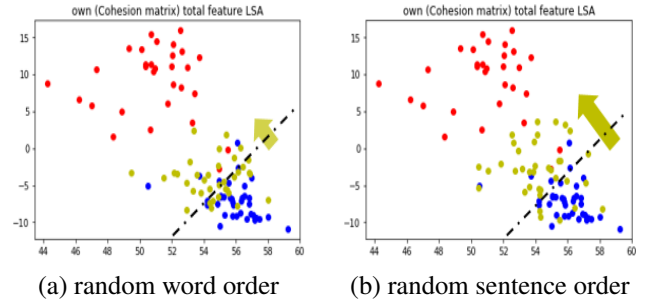 own (Cohesion matrix) total feature LSA
15
10
5
0
−5
−10
44 46 48 50 52 54 56 58 60
(a) random word order
own (Cohesion matrix) total feature LSA
15
10
5
0
−5
−10
44 46 48 50 52 54 56 58 60
(b) random sentence order